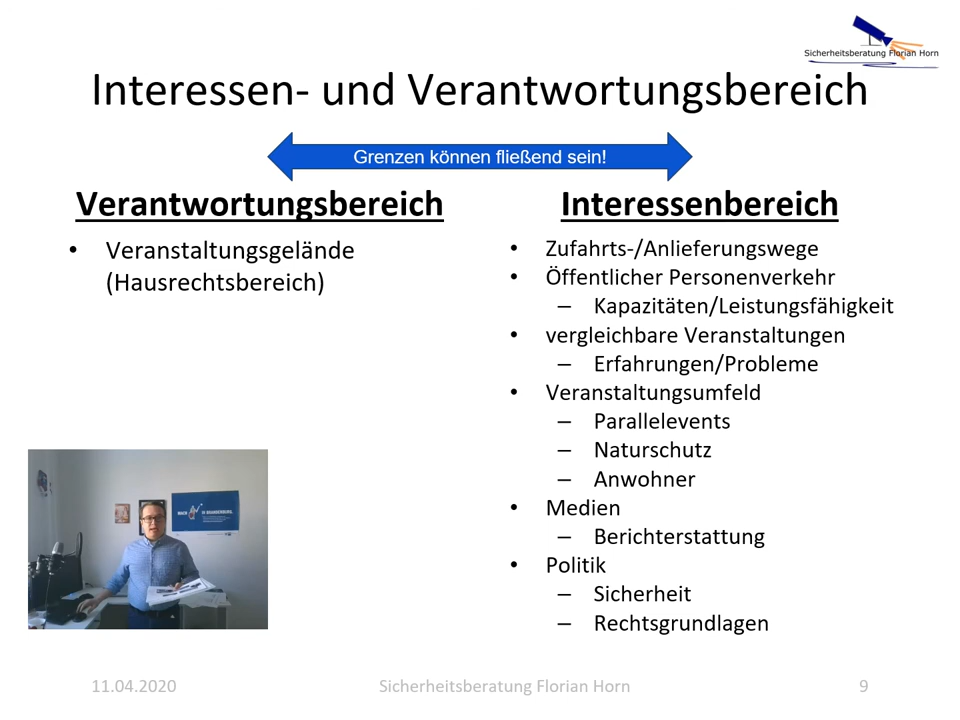 Sicherheitsberatung Florian Horn
Interessen- und Verantwortungsbereich
Grenzen können fließend sein!
Verantwortungsbereich
• Veranstaltungsgelände
(Hausrechtsbereich)
Interessenbereich
• Zufahrts-/Anlieferungswege
• Öffentlicher Personenverkehr
– Kapazitäten/Leistungsfähigkeit
• vergleichbare Veranstaltungen
– Erfahrungen/Probleme
• Veranstaltungsumfeld
– Parallelevents
– Naturschutz
– Anwohner
• Medien
– Berichterstattung
• Politik
– Sicherheit
– Rechtsgrundlagen
11.04.2020
Sicherheitsberatung Florian Horn
9